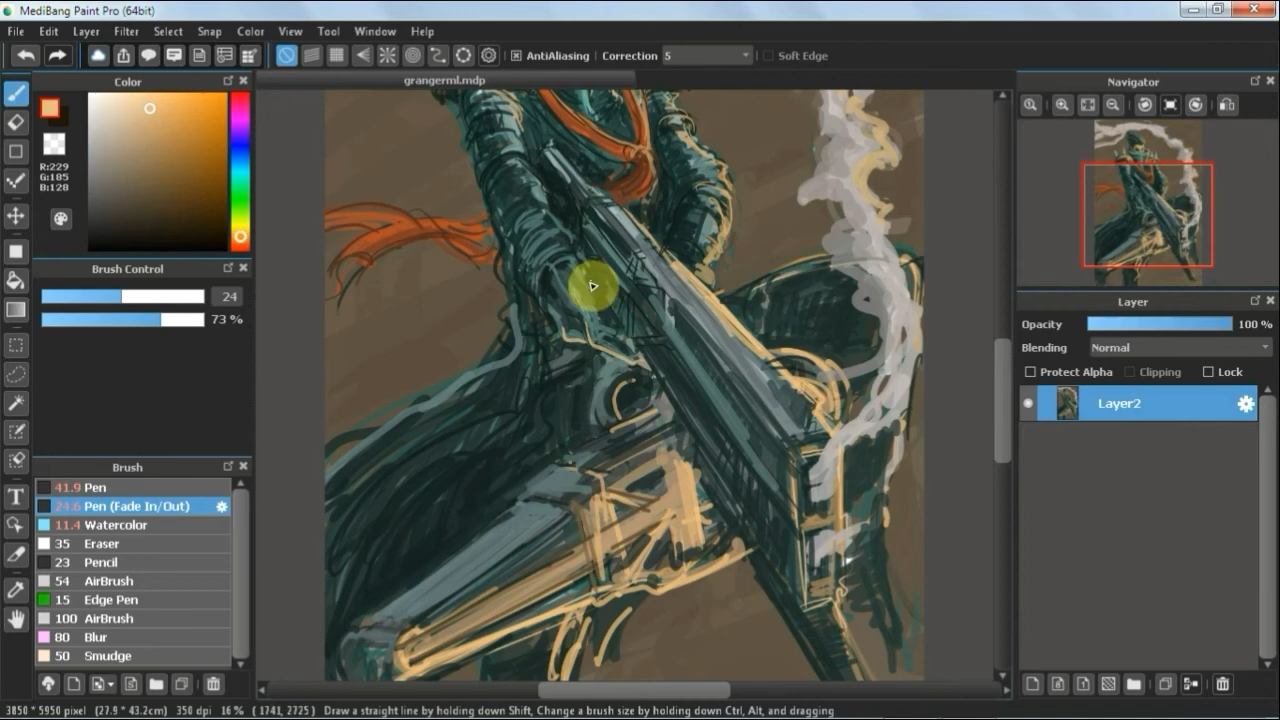 MediBang Paint Pro (64bit)
File Edit Layer Filter Select Snap Color View Tool Window Help
AntiAliasing Correction 5 Soft Edge
Color
grangerml.mdp
Navigator
R:229
G:185
B:128
Brush Control
24
73 %
Layer
Opacity 100 %
Blending Normal
Protect Alpha Clipping Lock
Layer2
Brush
41.9 Pen
24.6 Pen (Fade In/Out)
11.4 Watercolor
35 Eraser
23 Pencil
54 AirBrush
15 Edge Pen
100 AirBrush
80 Blur
50 Smudge
3850 * 5950 pixel (27.9 * 43.2cm) 350 dpi 16 % ( 1741, 2725 ) Draw a straight line by holding down Shift, Change a brush size by holding down Ctrl, Alt, and dragging